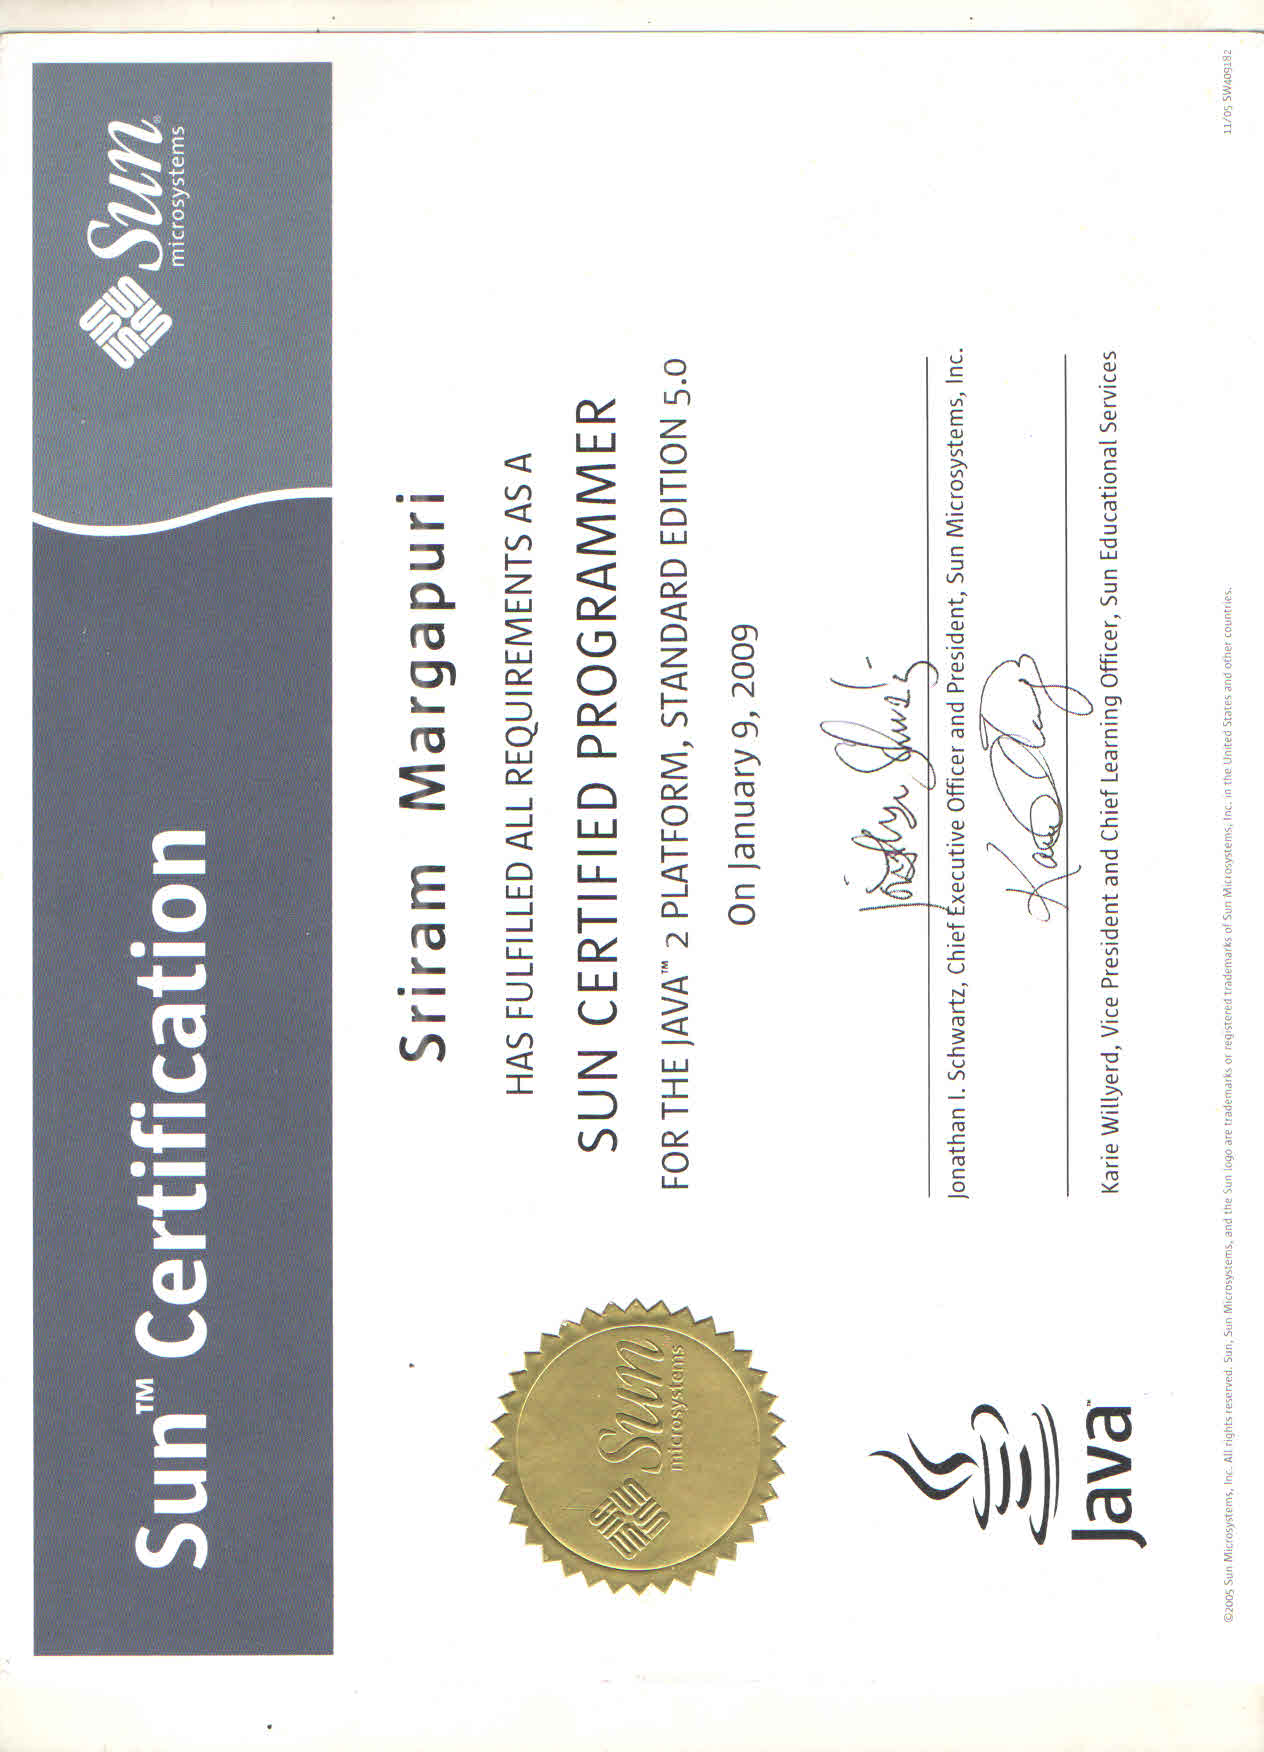 Sun™ Certification
Sun®
microsystems
Sriram Margapuri
HAS FULFILLED ALL REQUIREMENTS AS A
SUN CERTIFIED PROGRAMMER
FOR THE JAVA™ 2 PLATFORM, STANDARD EDITION 5.0
On January 9, 2009
Sun
microsystems
Jonathan I. Schwartz, Chief Executive Officer and President, Sun Microsystems, Inc.
Karie Willyerd, Vice President and Chief Learning Officer, Sun Educational Services
Java™
©2005 Sun Microsystems, Inc. All rights reserved. Sun, Sun Microsystems, and the Sun logo are trademarks or registered trademarks of Sun Microsystems, Inc. in the United States and other countries.
11/05 SW409182